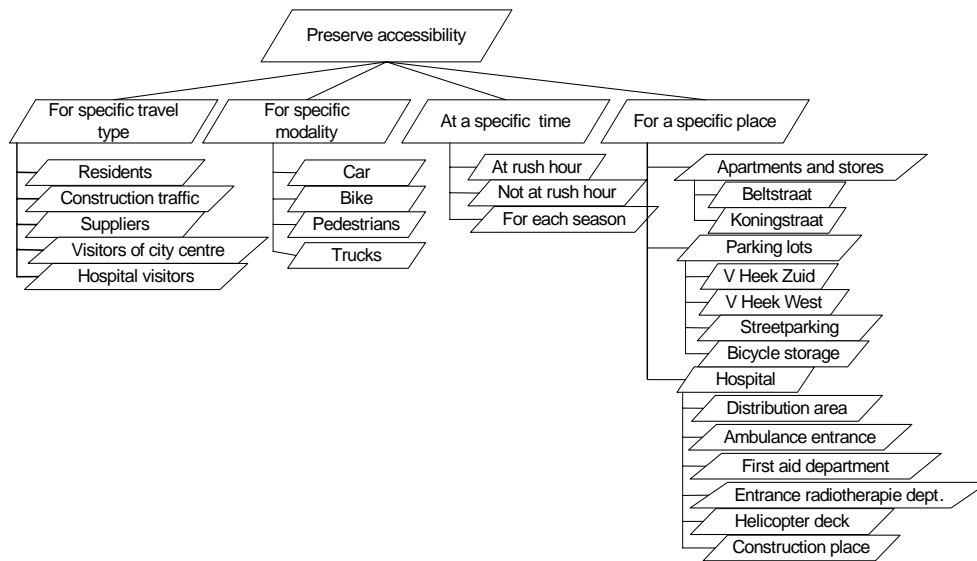 Preserve accessibility
For specific travel
type
For specific
modality
At a specific time
For a specific place
Residents
Construction traffic
Suppliers
Visitors of city centre
Hospital visitors
Car
Bike
Pedestrians
Trucks
At rush hour
Not at rush hour
For each season
Apartments and stores
Beltstraat
Koningstraat
Parking lots
V Heek Zuid
V Heek West
Streetparking
Bicycle storage
Hospital
Distribution area
Ambulance entrance
First aid department
Entrance radiotherapie dept.
Helicopter deck
Construction place